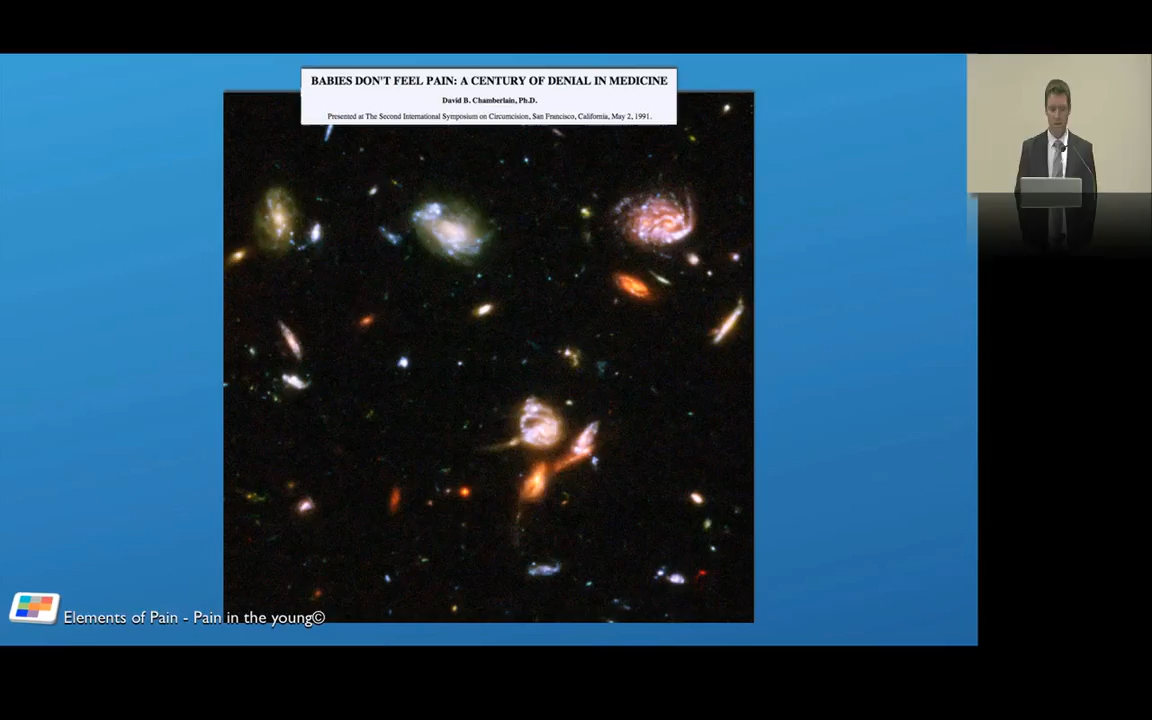 BABIES DON'T FEEL PAIN: A CENTURY OF DENIAL IN MEDICINE
David B. Chamberlain, Ph.D.
Presented at The Second International Symposium on Circumcision, San Francisco, California, May 2, 1991.
Elements of Pain - Pain in the young©